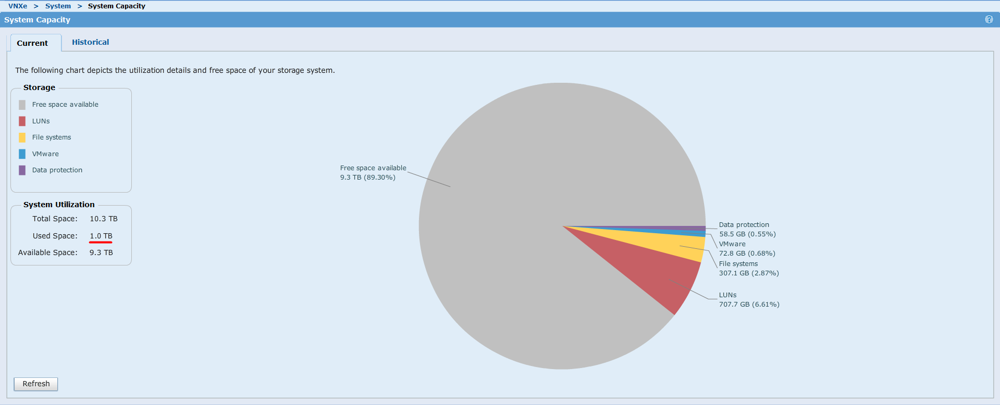 VNXe > System > System Capacity
System Capacity
?
Current
Historical
The following chart depicts the utilization details and free space of your storage system.
Storage
Free space available
LUNs
File systems
VMware
Data protection
System Utilization
Total Space: 10.3 TB
Used Space: 1.0 TB
Available Space: 9.3 TB
Free space available
9.3 TB (89.30%)
Data protection
58.5 GB (0.55%)
VMware
72.8 GB (0.68%)
File systems
307.1 GB (2.87%)
LUNs
707.7 GB (6.61%)
Refresh